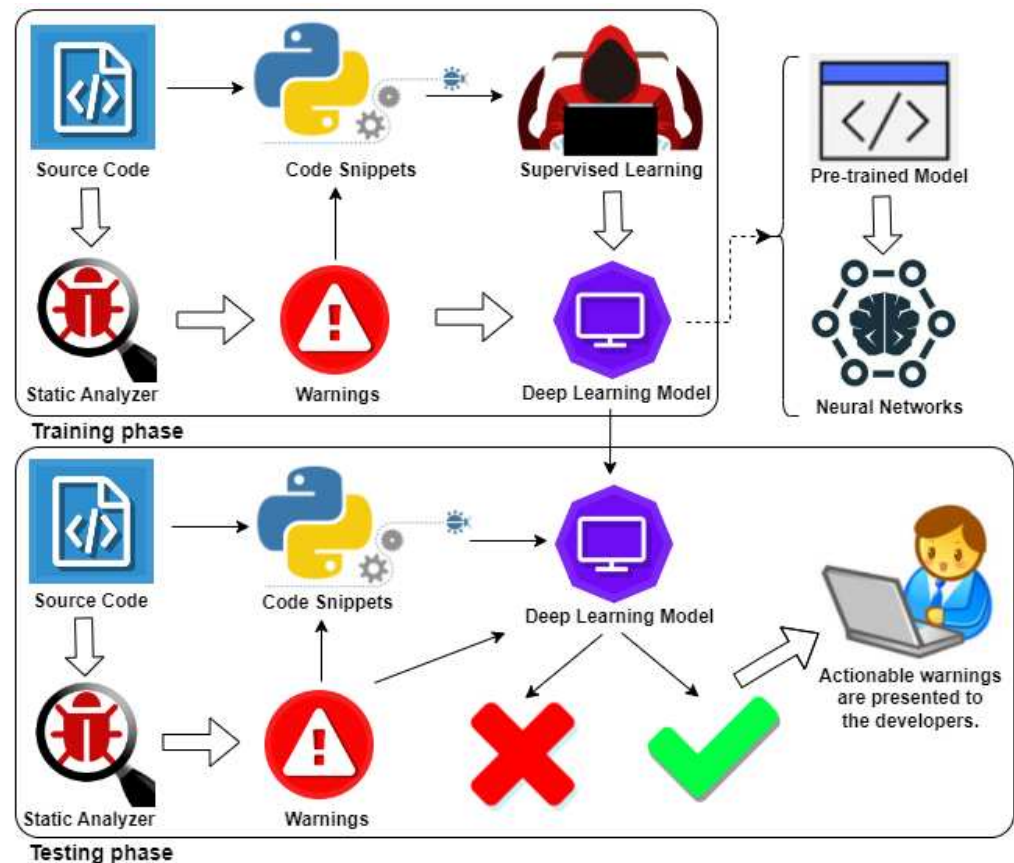 Source Code
Code Snippets
Supervised Learning
Pre-trained Model
Static Analyzer
Warnings
Deep Learning Model
Neural Networks
Training phase
Source Code
Code Snippets
Deep Learning Model
Actionable warnings
are presented to
the developers.
Static Analyzer
Warnings
Testing phase